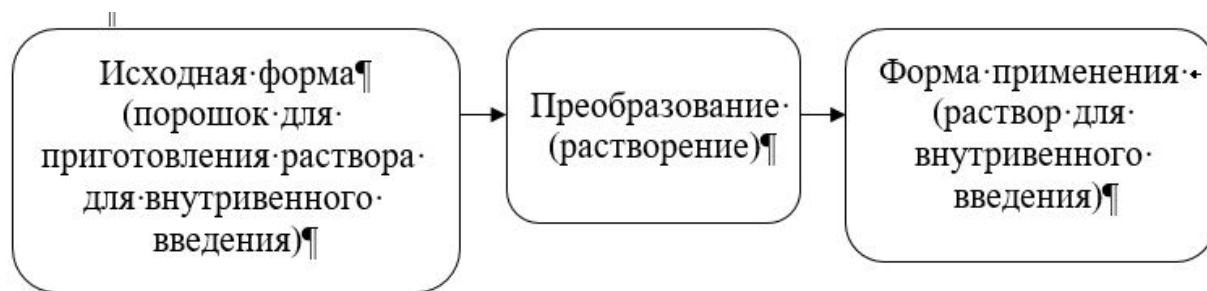 Исходная·форма¶
(порошок·для·
приготовления·раствора·
для·внутривенного·
введения)¶
Преобразование·
(растворение)¶
Форма·применения·↵
(раствор·для·
внутривенного·
введения)¶